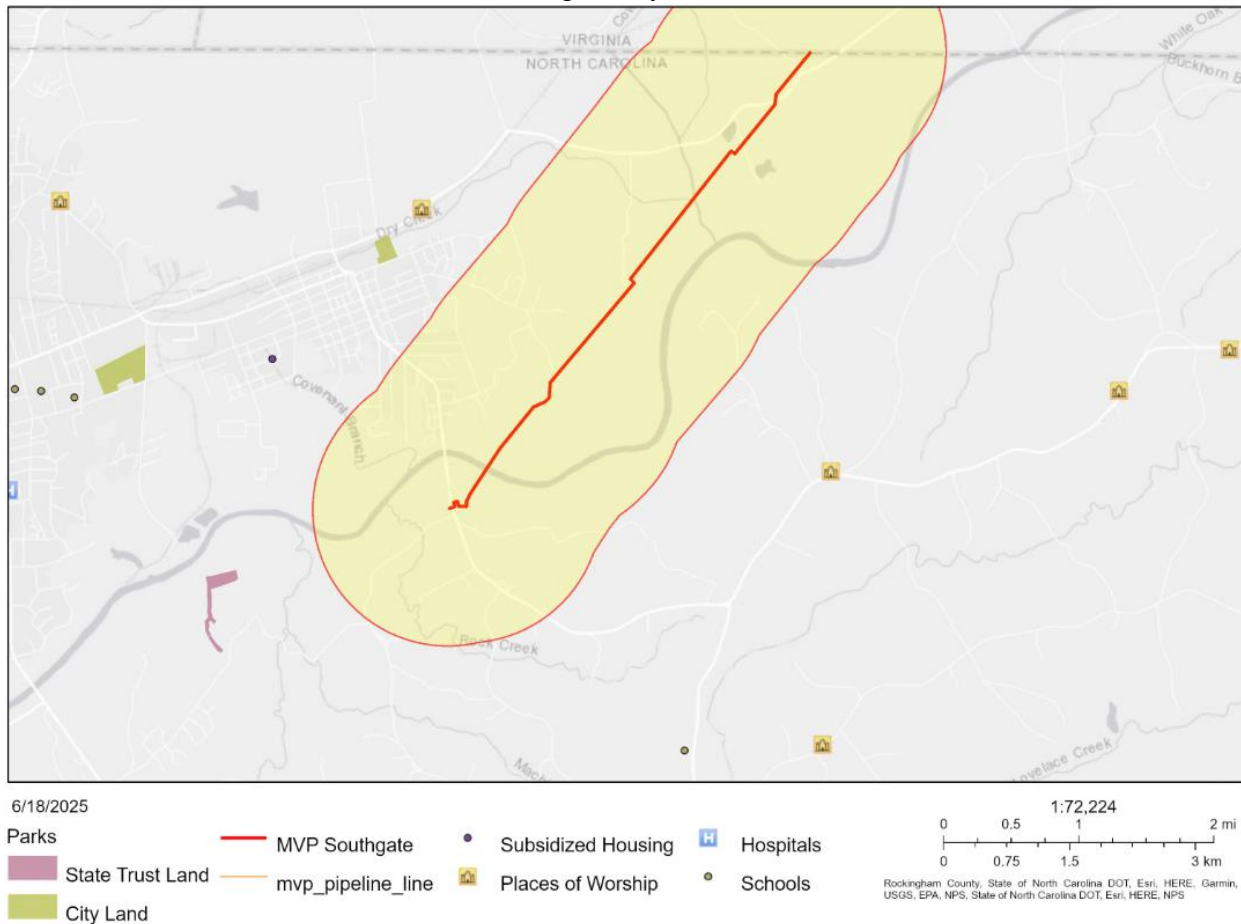 VIRGINIA
NORTH CAROLINA
White Oak
Dry Creek
Covenant Branch
Rock Creek
Lovelace Creek
6/18/2025
Parks
State Trust Land
City Land
MVP Southgate
mvp_pipeline_line
Subsidized Housing
Places of Worship
H Hospitals
Schools
1:72,224
0 0.5 1 2 mi
0 0.75 1.5 3 km
Rockingham County, State of North Carolina DOT, Esri, HERE, Garmin,
USGS, EPA, NPS, State of North Carolina DOT, Esri, HERE, NPS